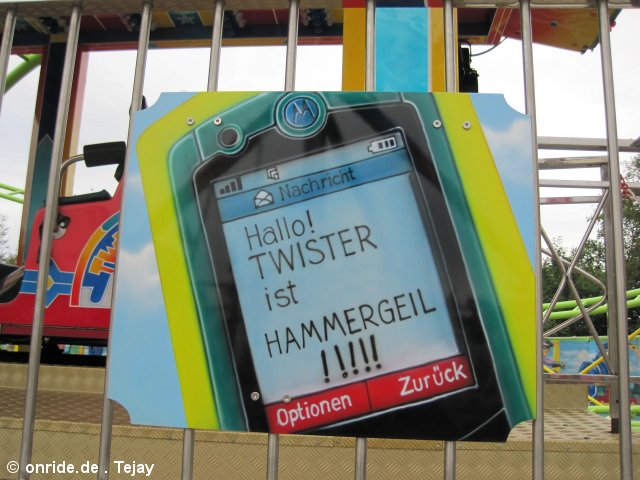 Nachricht
Hallo!
TWISTER
ist
HAMMERGEIL
!!!!!
Optionen Zurück
© onride.de . Tejay